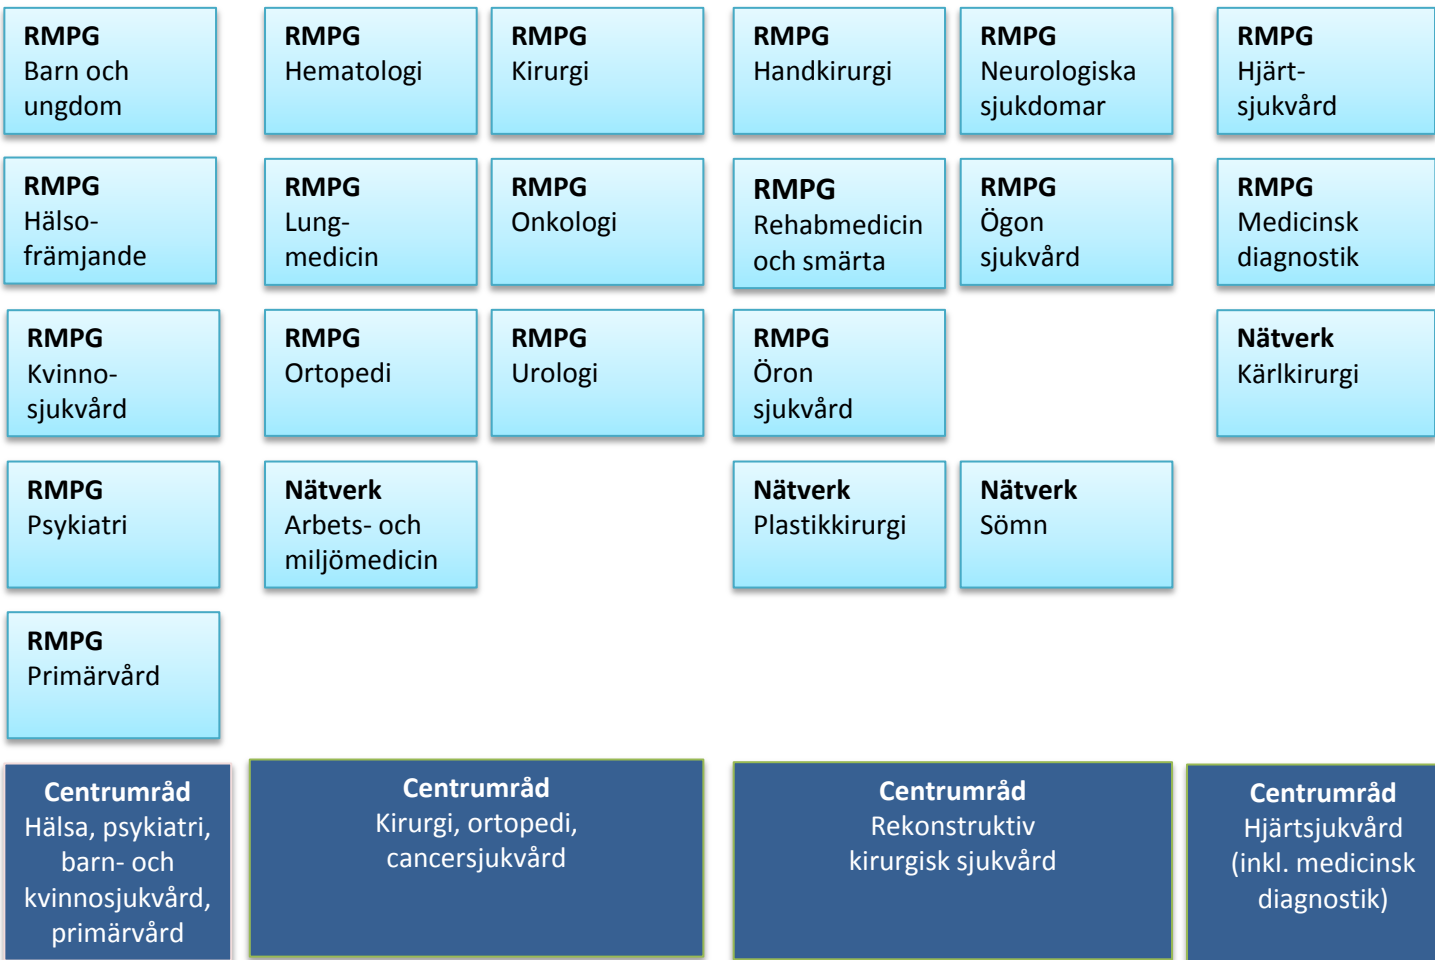 RMPG
Barn och
ungdom
RMPG
Hematologi
RMPG
Kirurgi
RMPG
Handkirurgi
RMPG
Neurologiska
sjukdomar
RMPG
Hjärt-
sjukvård
RMPG
Hälso-
främjande
RMPG
Lung-
medicin
RMPG
Onkologi
RMPG
Rehabmedicin
och smärta
RMPG
Ögon
sjukvård
RMPG
Medicinsk
diagnostik
RMPG
Kvinno-
sjukvård
RMPG
Ortopedi
RMPG
Urologi
RMPG
Öron
sjukvård
Nätverk
Kärlkirurgi
RMPG
Psykiatri
Nätverk
Arbets- och
miljömedicin
Nätverk
Plastikkirurgi
Nätverk
Sömn
RMPG
Primärvård
Centrumråd
Hälsa, psykiatri,
barn- och
kvinnosjukvård,
primärvård
Centrumråd
Kirurgi, ortopedi,
cancersjukvård
Centrumråd
Rekonstruktiv
kirurgisk sjukvård
Centrumråd
Hjärtsjukvård
(inkl. medicinsk
diagnostik)